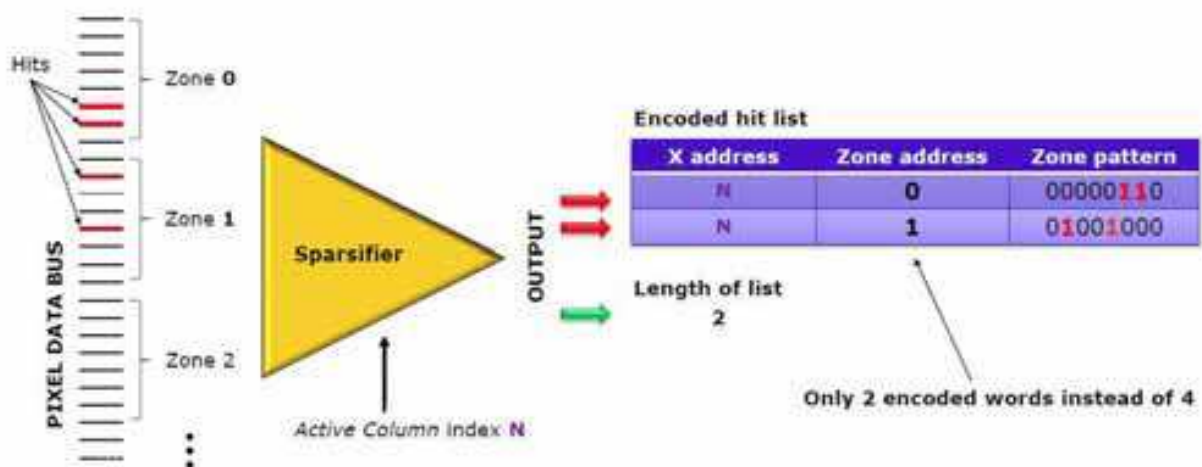 Hits
Zone 0
Zone 1
Zone 2
PIXEL DATA BUS
Sparsifier
Active Column Index N
OUTPUT
Encoded hit list
X address Zone address Zone pattern
N 0 00000110
N 1 01001000
Length of list
2
Only 2 encoded words instead of 4